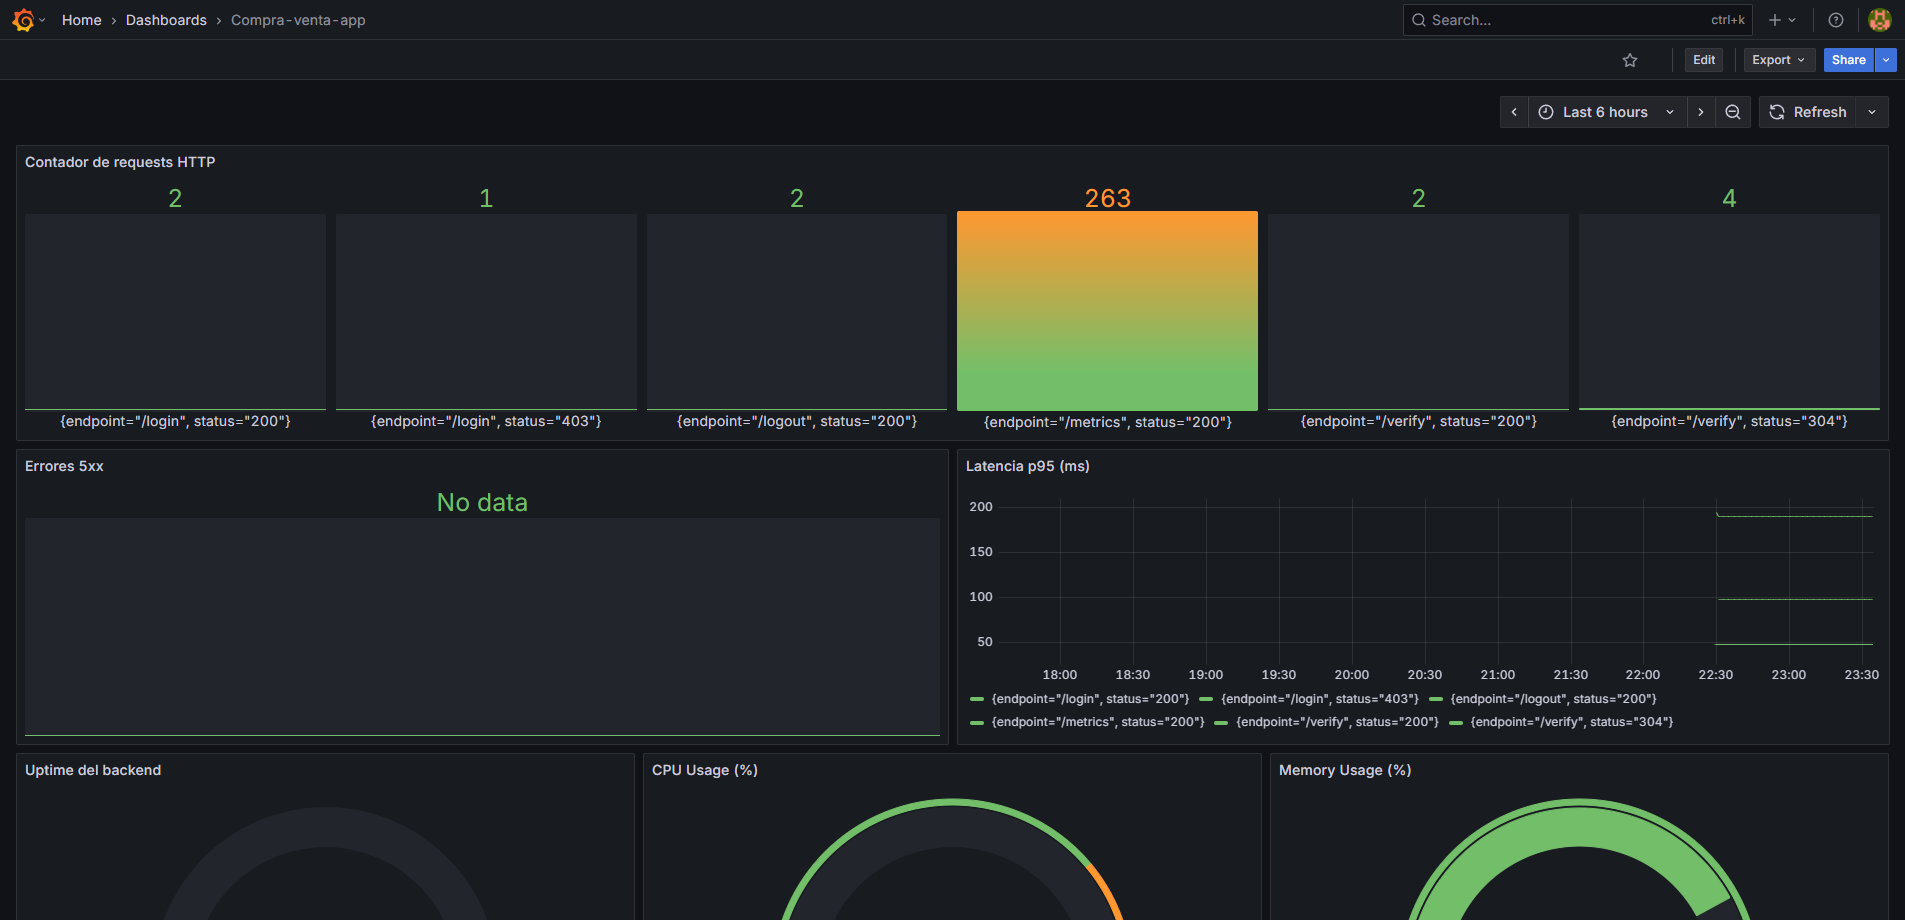 Home › Dashboards › Compra-venta-app
Search... ctrl+k
Edit Export Share
Last 6 hours Refresh
Contador de requests HTTP
2 1 2 263 2 4
{endpoint="/login", status="200"} {endpoint="/login", status="403"} {endpoint="/logout", status="200"} {endpoint="/metrics", status="200"} {endpoint="/verify", status="200"} {endpoint="/verify", status="304"}
Errores 5xx
No data
Latencia p95 (ms)
200
150
100
50
18:00 18:30 19:00 19:30 20:00 20:30 21:00 21:30 22:00 22:30 23:00 23:30
{endpoint="/login", status="200"} {endpoint="/login", status="403"} {endpoint="/logout", status="200"}
{endpoint="/metrics", status="200"} {endpoint="/verify", status="200"} {endpoint="/verify", status="304"}
Uptime del backend
CPU Usage (%)
Memory Usage (%)